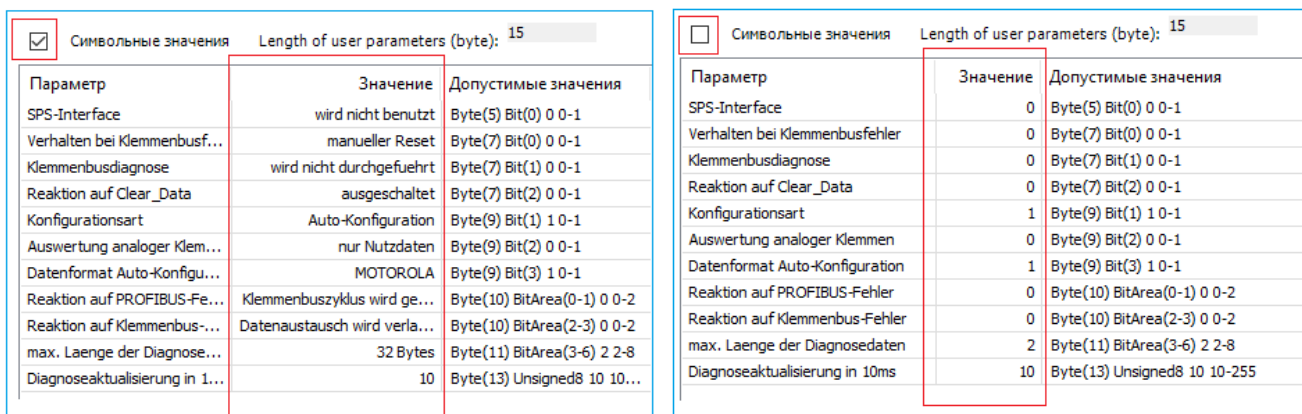 Символьные значения Length of user parameters (byte): 15
Параметр Значение Допустимые значения
SPS-Interface wird nicht benutzt Byte(5) Bit(0) 0 0-1
Verhalten bei Klemmenbusf... manueller Reset Byte(7) Bit(0) 0 0-1
Klemmenbusdiagnose wird nicht durchgefuehrt Byte(7) Bit(1) 0 0-1
Reaktion auf Clear_Data ausgeschaltet Byte(7) Bit(2) 0 0-1
Konfigurationsart Auto-Konfiguration Byte(9) Bit(1) 1 0-1
Auswertung analoger Klem... nur Nutzdaten Byte(9) Bit(2) 0 0-1
Datenformat Auto-Konfigu... MOTOROLA Byte(9) Bit(3) 1 0-1
Reaktion auf PROFIBUS-Fe... Klemmenbuszyklus wird ge... Byte(10) BitArea(0-1) 0 0-2
Reaktion auf Klemmenbus-... Datenaustausch wird verla... Byte(10) BitArea(2-3) 0 0-2
max. Laenge der Diagnose... 32 Bytes Byte(11) BitArea(3-6) 2 2-8
Diagnoseaktualisierung in 1... 10 Byte(13) Unsigned8 10 10...
Символьные значения Length of user parameters (byte): 15
Параметр Значение Допустимые значения
SPS-Interface 0 Byte(5) Bit(0) 0 0-1
Verhalten bei Klemmenbusfehler 0 Byte(7) Bit(0) 0 0-1
Klemmenbusdiagnose 0 Byte(7) Bit(1) 0 0-1
Reaktion auf Clear_Data 0 Byte(7) Bit(2) 0 0-1
Konfigurationsart 1 Byte(9) Bit(1) 1 0-1
Auswertung analoger Klemmen 0 Byte(9) Bit(2) 0 0-1
Datenformat Auto-Konfiguration 1 Byte(9) Bit(3) 1 0-1
Reaktion auf PROFIBUS-Fehler 0 Byte(10) BitArea(0-1) 0 0-2
Reaktion auf Klemmenbus-Fehler 0 Byte(10) BitArea(2-3) 0 0-2
max. Laenge der Diagnosedaten 2 Byte(11) BitArea(3-6) 2 2-8
Diagnoseaktualisierung in 10ms 10 Byte(13) Unsigned8 10 10-255